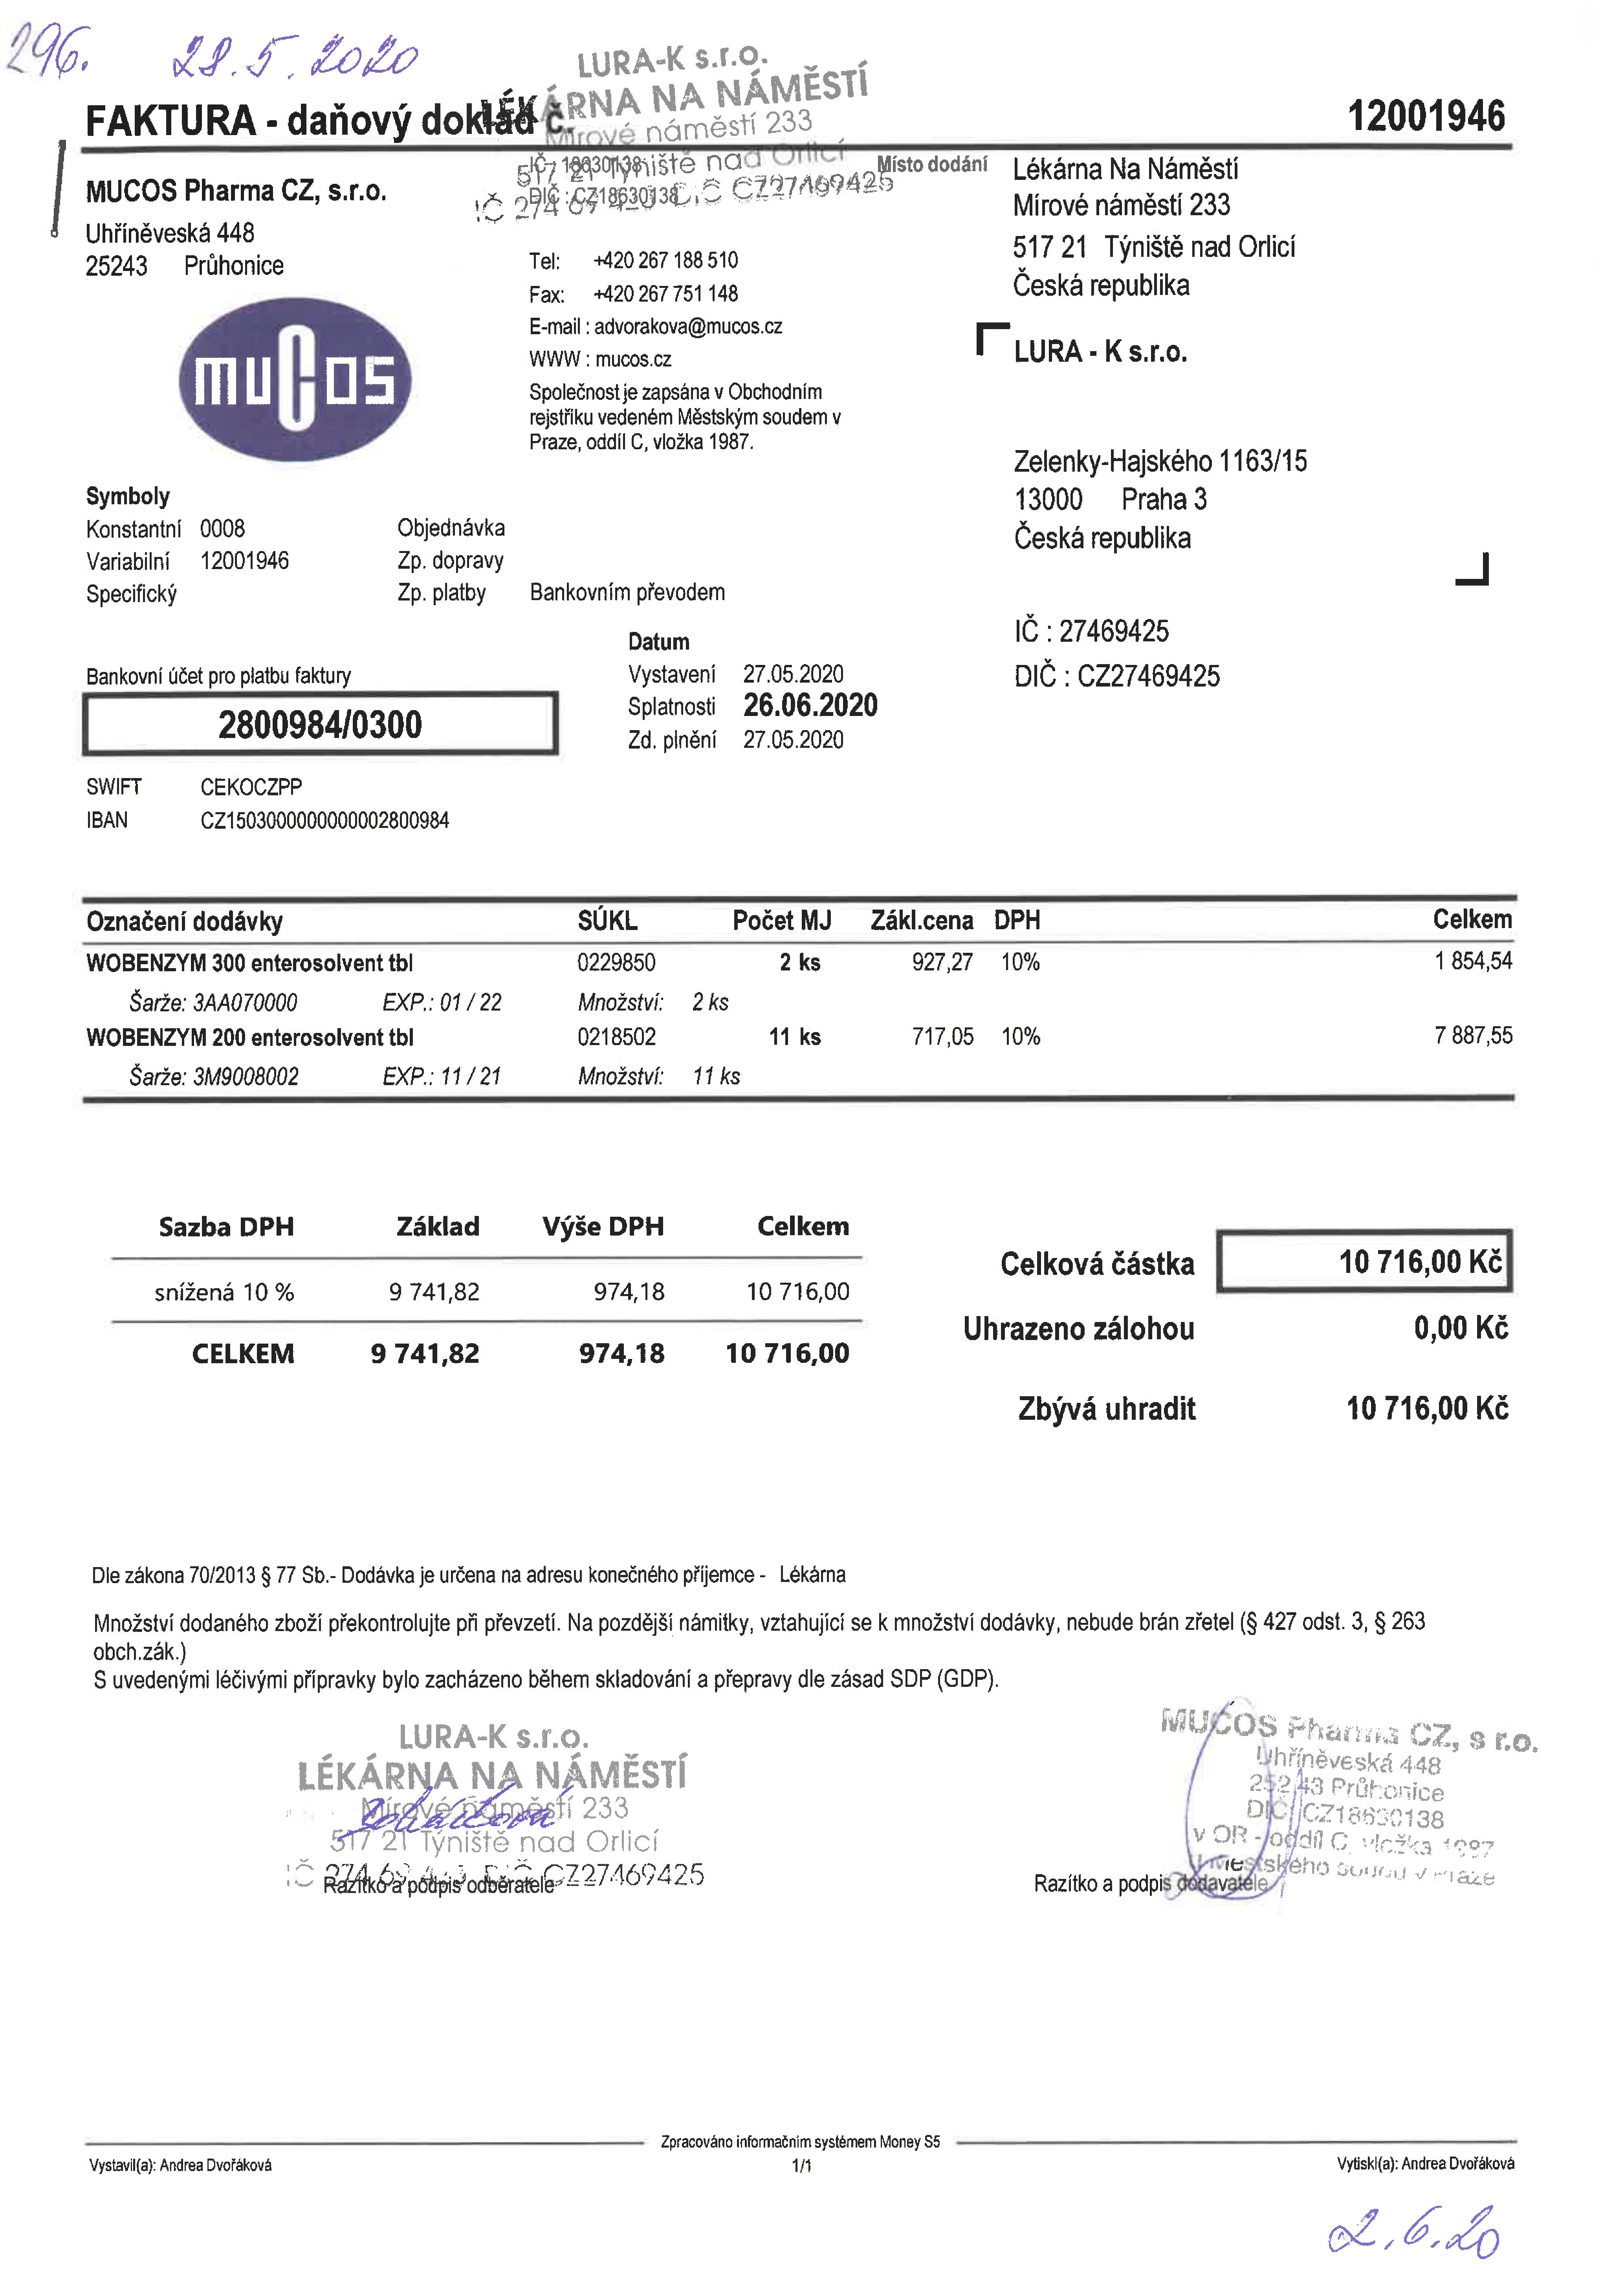 296. 28.5.2020
LURA-K s.r.o.
LÉKÁRNA NA NÁMĚSTÍ
Mírové náměstí 233
517 21 Týniště nad Orlicí
DIČ CZ27469425
FAKTURA - daňový doklad č. 12001946
MUCOS Pharma CZ, s.r.o.
Uhříněveská 448
25243 Průhonice
IČ : 18630138
DIČ : CZ18630138
mucos
Tel: +420 267 188 510
Fax: +420 267 751 148
E-mail : advorakova@mucos.cz
WWW : mucos.cz
Společnost je zapsána v Obchodním
rejstříku vedeném Městským soudem v
Praze, oddíl C, vložka 1987.
Místo dodání Lékárna Na Náměstí
Mírové náměstí 233
517 21 Týniště nad Orlicí
Česká republika
LURA - K s.r.o.
Zelenky-Hajského 1163/15
13000 Praha 3
Česká republika
IČ : 27469425
DIČ : CZ27469425
Symboly
Konstantní 0008 Objednávka
Variabilní 12001946 Zp. dopravy
Specifický Zp. platby Bankovním převodem
Datum
Vystavení 27.05.2020
Splatnosti 26.06.2020
Zd. plnění 27.05.2020
Bankovní účet pro platbu faktury
2800984/0300
SWIFT CEKOCZPP
IBAN CZ1503000000000002800984
Označení dodávky SÚKL Počet MJ Zákl.cena DPH Celkem
WOBENZYM 300 enterosolvent tbl 0229850 2 ks 927,27 10% 1 854,54
Šarže: 3AA070000 EXP.: 01 / 22 Množství: 2 ks
WOBENZYM 200 enterosolvent tbl 0218502 11 ks 717,05 10% 7 887,55
Šarže: 3M9008002 EXP.: 11 / 21 Množství: 11 ks
Sazba DPH Základ Výše DPH Celkem
snížená 10 % 9 741,82 974,18 10 716,00
CELKEM 9 741,82 974,18 10 716,00
Celková částka 10 716,00 Kč
Uhrazeno zálohou 0,00 Kč
Zbývá uhradit 10 716,00 Kč
Dle zákona 70/2013 § 77 Sb.- Dodávka je určena na adresu konečného příjemce - Lékárna
Množství dodaného zboží překontrolujte při převzetí. Na pozdější námitky, vztahující se k množství dodávky, nebude brán zřetel (§ 427 odst. 3, § 263
obch.zák.)
S uvedenými léčivými přípravky bylo zacházeno během skladování a přepravy dle zásad SDP (GDP).
LURA-K s.r.o.
LÉKÁRNA NA NÁMĚSTÍ
Mírové náměstí 233
517 21 Týniště nad Orlicí
CZ27469425
Razítko a podpis odběratele
MUCOS Pharma CZ, s r.o.
Uhříněveská 448
252 43 Průhonice
DIČ CZ18630138
v OR - oddíl C, vložka 1987
Městského soudu v Praze
Razítko a podpis dodavatele
Zpracováno informačním systémem Money S5
Vystavil(a): Andrea Dvořáková 1/1 Vytiskl(a): Andrea Dvořáková
2.6.20